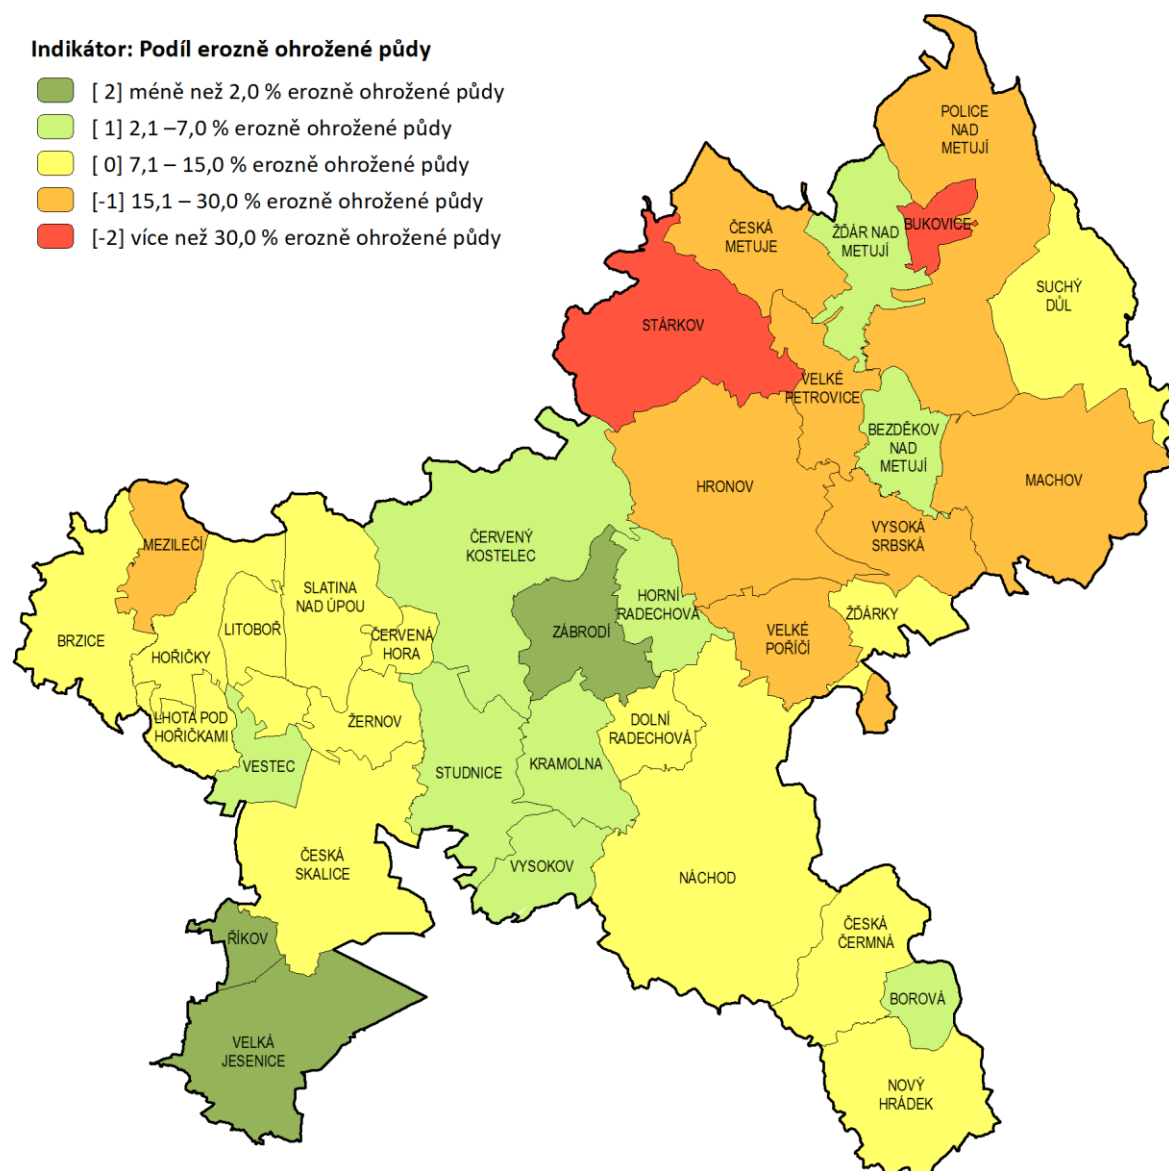 Indikátor: Podíl erozně ohrožené půdy
[ 2] méně než 2,0 % erozně ohrožené půdy
[ 1] 2,1 –7,0 % erozně ohrožené půdy
[ 0] 7,1 – 15,0 % erozně ohrožené půdy
[-1] 15,1 – 30,0 % erozně ohrožené půdy
[-2] více než 30,0 % erozně ohrožené půdy
POLICE
NAD
METUJÍ
ČESKÁ
METUJE
ŽĎÁR NAD
METUJÍ
BUKOVICE
SUCHÝ
DŮL
STÁRKOV
VELKÉ
PETROVICE
BEZDĚKOV
NAD
METUJÍ
MACHOV
HRONOV
VYSOKÁ
SRBSKÁ
ČERVENÝ
KOSTELEC
MEZILEČÍ
SLATINA
NAD ÚPOU
HORNÍ
RADECHOVÁ
ŽĎÁRKY
BRZICE
LITOBOŘ
ZÁBRODÍ
VELKÉ
POŘÍČÍ
ČERVENÁ
HORA
HOŘIČKY
LHOTA POD
HOŘIČKAMI
ŽERNOV
DOLNÍ
RADECHOVÁ
VESTEC
STUDNICE
KRAMOLNA
ČESKÁ
SKALICE
VYSOKOV
NÁCHOD
ČESKÁ
ČERMNÁ
ŘÍKOV
BOROVÁ
VELKÁ
JESENICE
NOVÝ
HRÁDEK